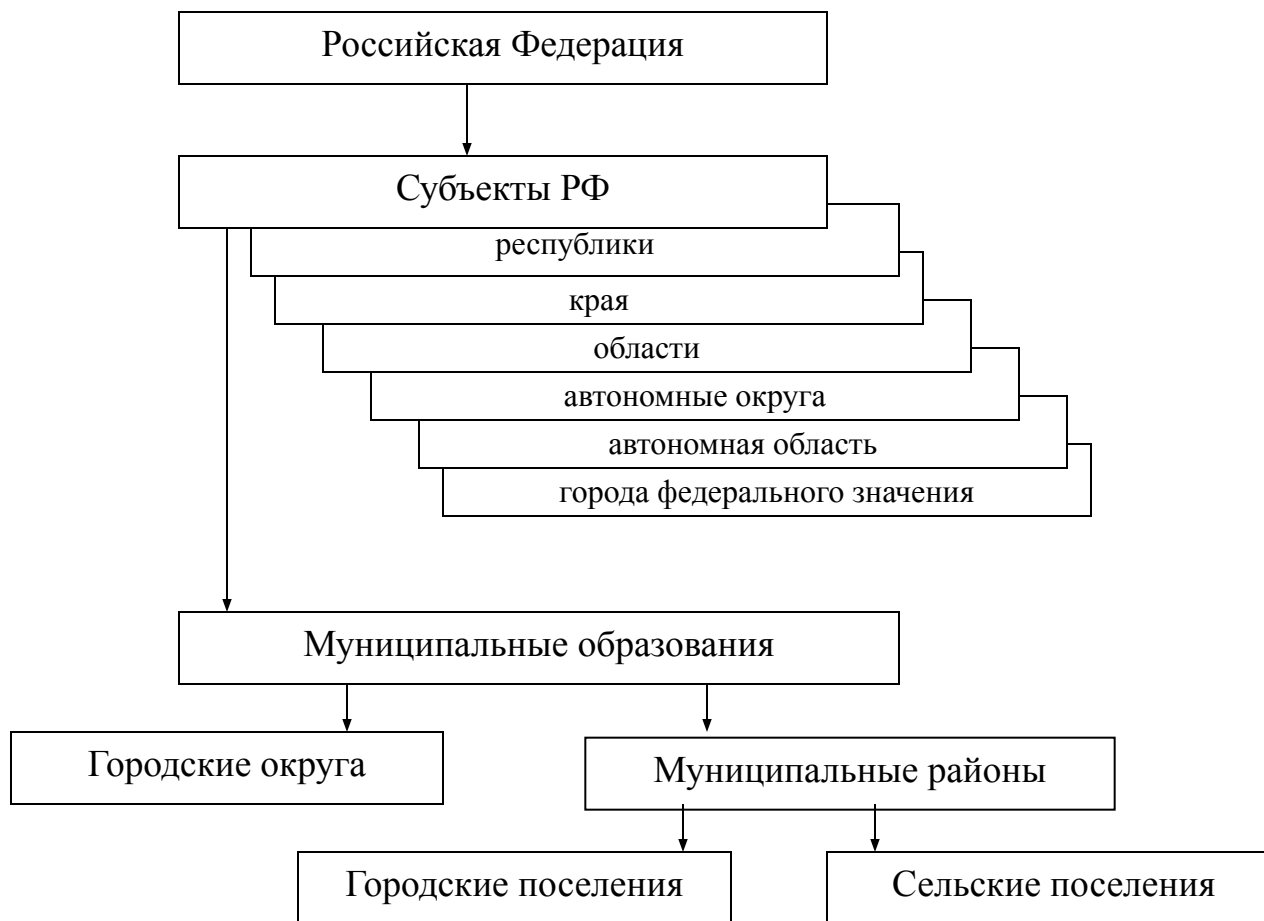 Российская Федерация
Субъекты РФ
республики
края
области
автономные округа
автономная область
города федерального значения
Муниципальные образования
Городские округа
Муниципальные районы
Городские поселения
Сельские поселения